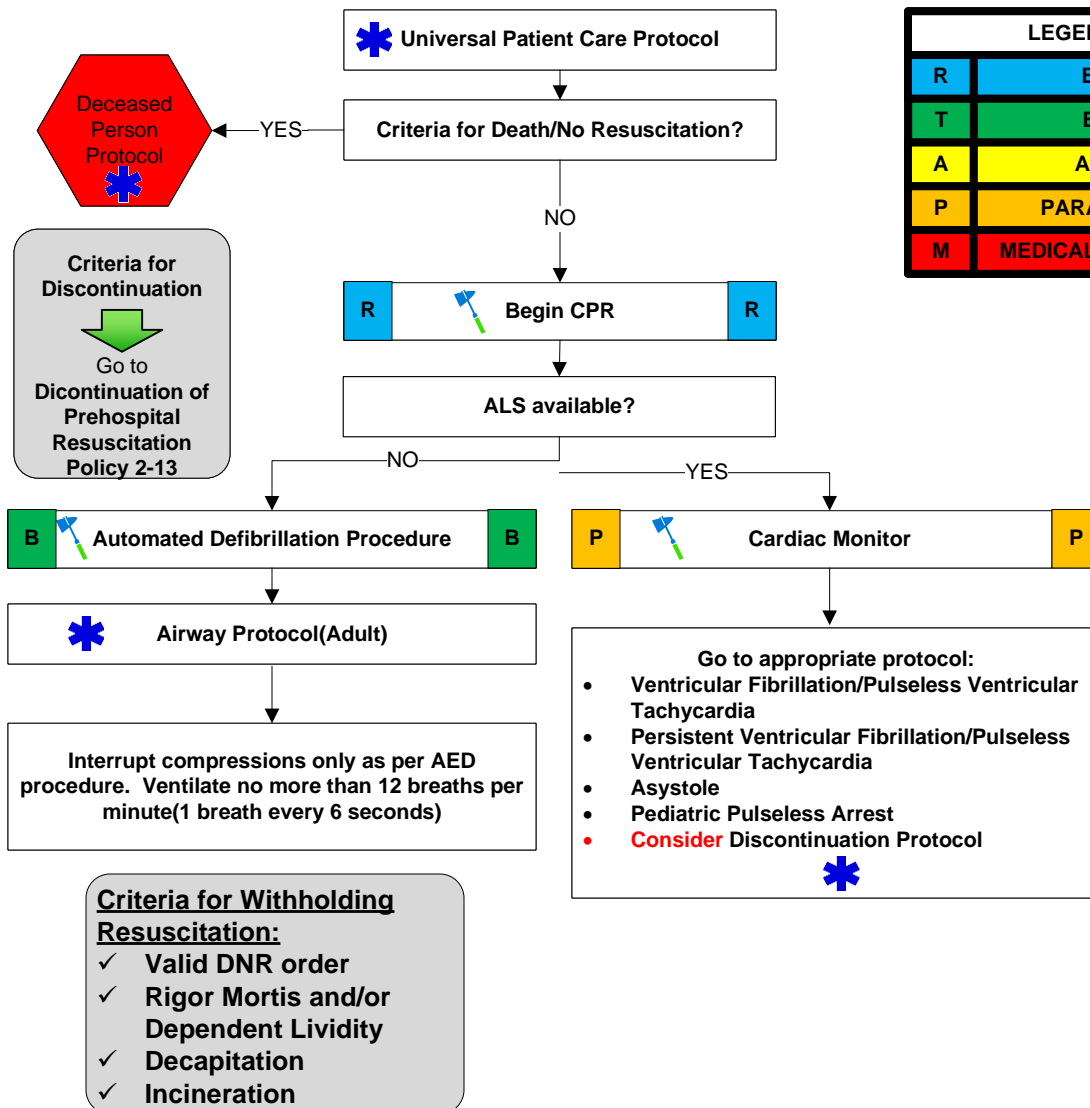 Universal Patient Care Protocol
Deceased
Person
Protocol
YES
Criteria for Death/No Resuscitation?
NO
R
T
A
P
M
Criteria for
Discontinuation
Go to
Dicontinuation of
Prehospital
Resuscitation
Policy 2-13
R
Begin CPR
R
ALS available?
NO
YES
B
Automated Defibrillation Procedure
B
P
Cardiac Monitor
P
Airway Protocol(Adult)
Go to appropriate protocol:
• Ventricular Fibrillation/Pulseless Ventricular
Tachycardia
• Persistent Ventricular Fibrillation/Pulseless
Ventricular Tachycardia
• Asystole
• Pediatric Pulseless Arrest
• Consider Discontinuation Protocol
Interrupt compressions only as per AED
procedure.  Ventilate no more than 12 breaths per
minute(1 breath every 6 seconds)
Criteria for Withholding
Resuscitation:
✓ Valid DNR order
✓ Rigor Mortis and/or
Dependent Lividity
✓ Decapitation
✓ Incineration
MEDICAL